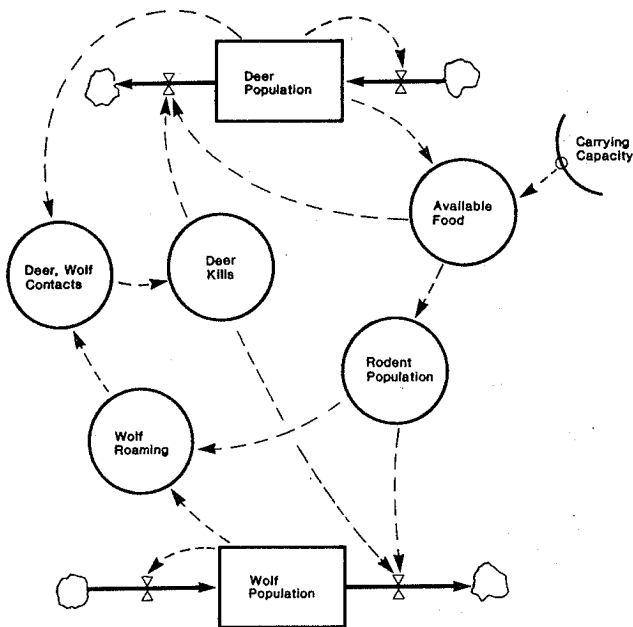 Deer
Population
Carrying
Capacity
Available
Food
Deer, Wolf
Contacts
Deer
Kills
Rodent
Population
Wolf
Roaming
Wolf
Population